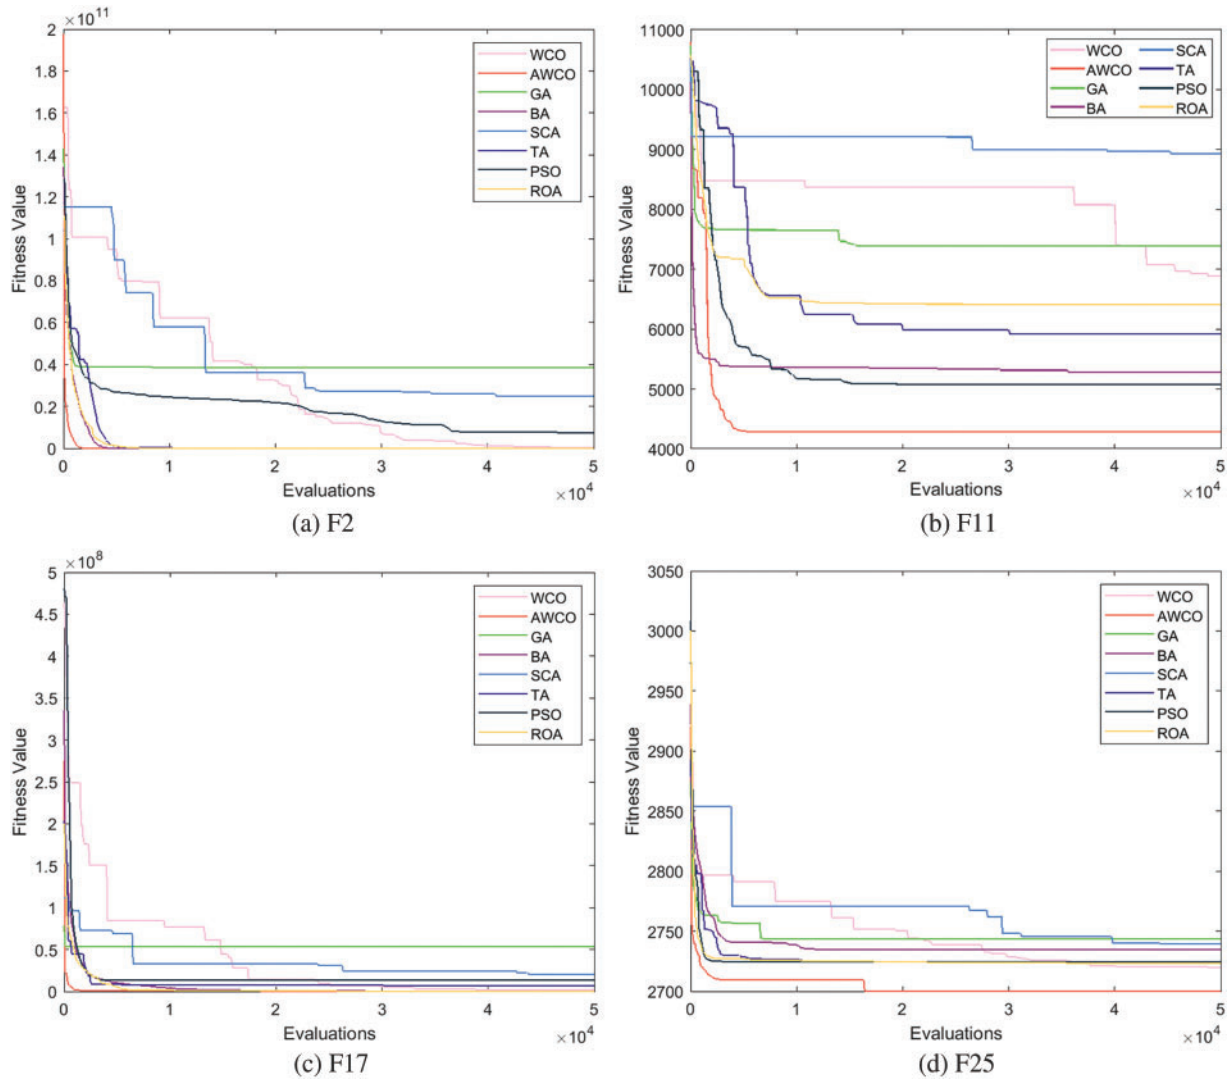 ×10^11
2
1.8
1.6
1.4
1.2
1
0.8
0.6
0.4
0.2
0
Fitness Value
WCO
AWCO
GA
BA
SCA
TA
PSO
ROA
0 1 2 3 4 5
Evaluations
×10^4
(a) F2
11000
10000
9000
8000
7000
6000
5000
4000
Fitness Value
WCO SCA
AWCO TA
GA PSO
BA ROA
0 1 2 3 4 5
Evaluations
×10^4
(b) F11
×10^8
5
4.5
4
3.5
3
2.5
2
1.5
1
0.5
0
Fitness Value
WCO
AWCO
GA
BA
SCA
TA
PSO
ROA
0 1 2 3 4 5
Evaluations
×10^4
(c) F17
3050
3000
2950
2900
2850
2800
2750
2700
Fitness Value
WCO
AWCO
GA
BA
SCA
TA
PSO
ROA
0 1 2 3 4 5
Evaluations
×10^4
(d) F25